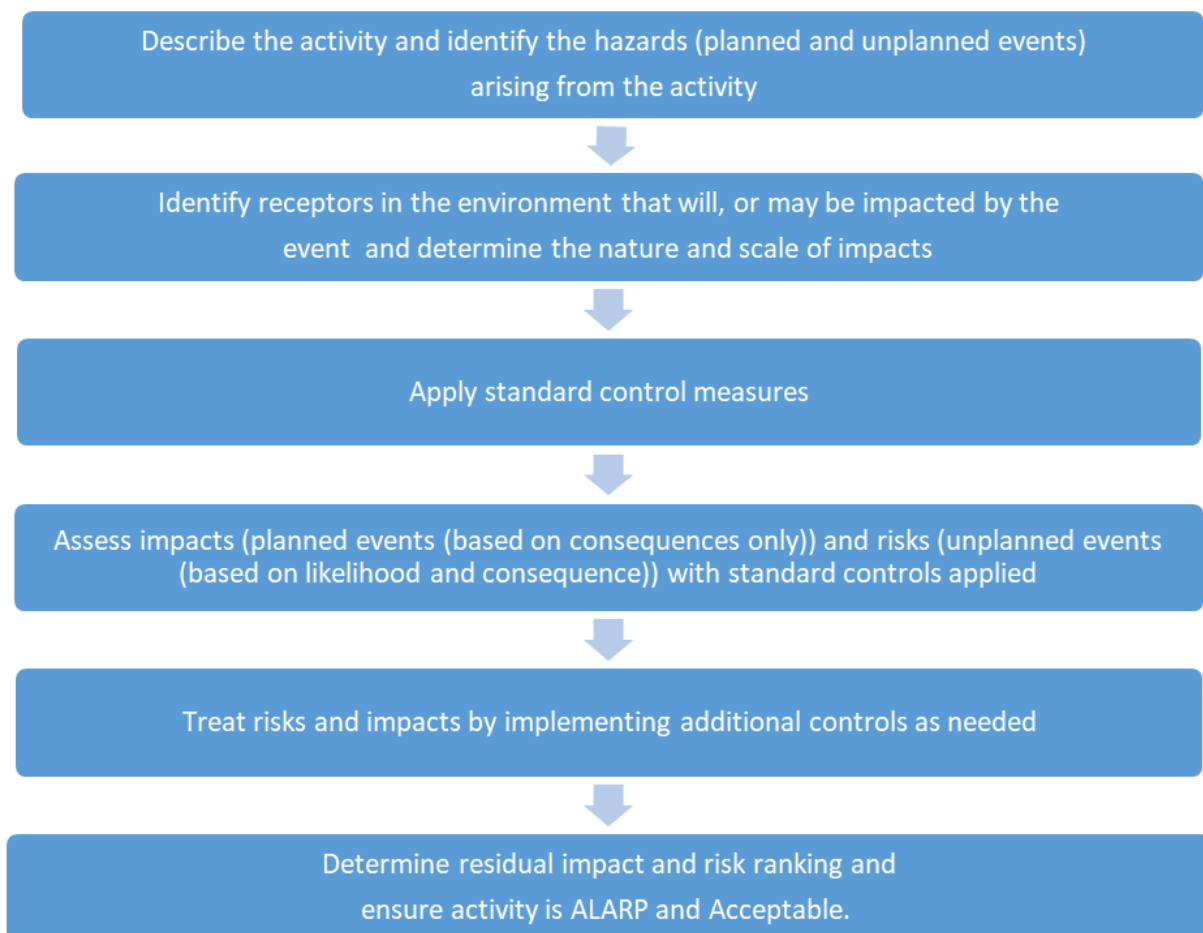 Describe the activity and identify the hazards (planned and unplanned events)
arising from the activity
Identify receptors in the environment that will, or may be impacted by the
event  and determine the nature and scale of impacts
Apply standard control measures
Assess impacts (planned events (based on consequences only)) and risks (unplanned events
(based on likelihood and consequence)) with standard controls applied
Treat risks and impacts by implementing additional controls as needed
Determine residual impact and risk ranking and
ensure activity is ALARP and Acceptable.